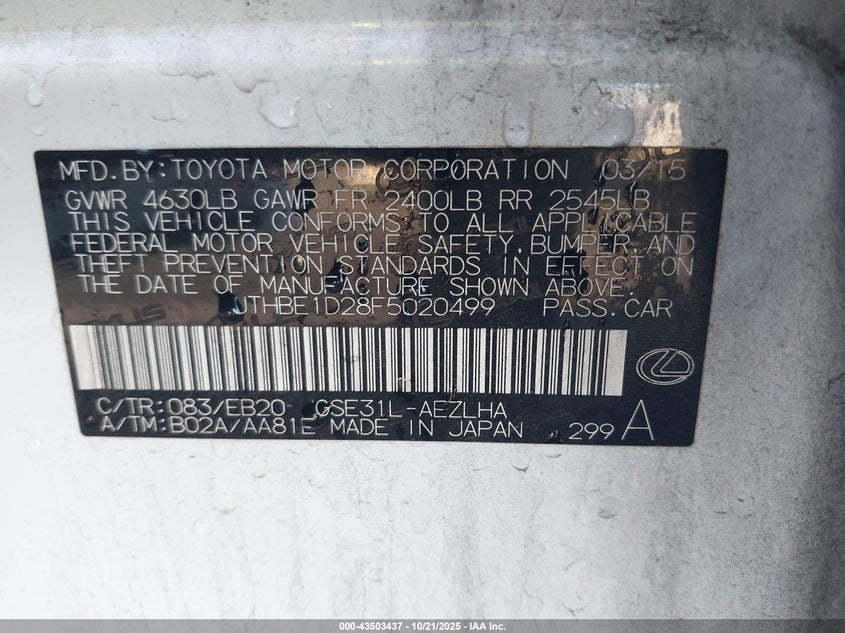 MFD.BY:TOYOTA MOTOR CORPORATION 03/15
GVWR 4630LB GAWR FR 2400LB RR 2545LB
THIS VEHICLE CONFORMS TO ALL APPLICABLE
FEDERAL MOTOR VEHICLE SAFETY, BUMPER, AND
THEFT PREVENTION STANDARDS IN EFFECT ON
THE DATE OF MANUFACTURE SHOWN ABOVE.
JTHBE1D28F5020499 PASS.CAR
C/TR:083/EB20 GSE31L-AEZLHA
A/TM:B02A/AA81E MADE IN JAPAN 299A
000-43503437 - 10/21/2025 - IAA Inc.